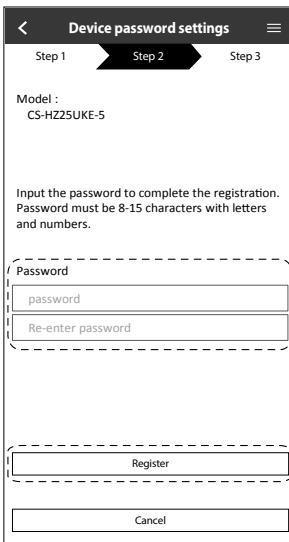 Device password settings
Step 1 Step 2 Step 3
Model :
CS-HZ25UKE-5
Input the password to complete the registration.
Password must be 8-15 characters with letters
and numbers.
Password
password
Re-enter password
Register
Cancel